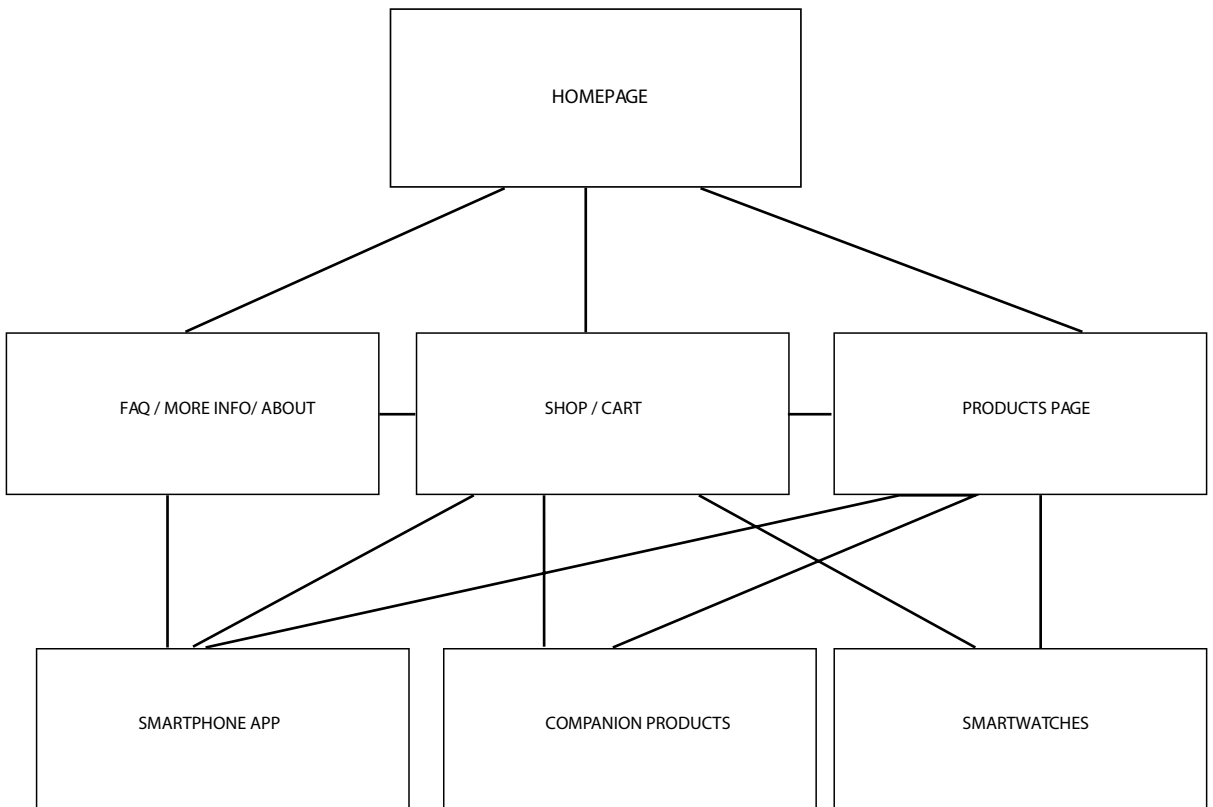 HOMEPAGE
FAQ / MORE INFO/ ABOUT
SHOP / CART
PRODUCTS PAGE
SMARTPHONE APP
COMPANION PRODUCTS
SMARTWATCHES